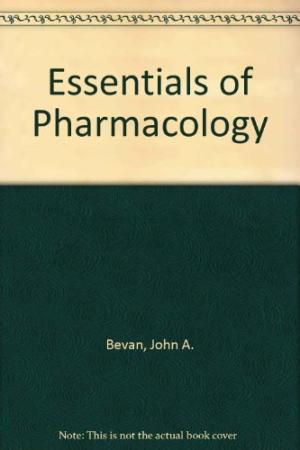 Essentials of
Pharmacology
Bevan, John A.
Note: This is not the actual book cover